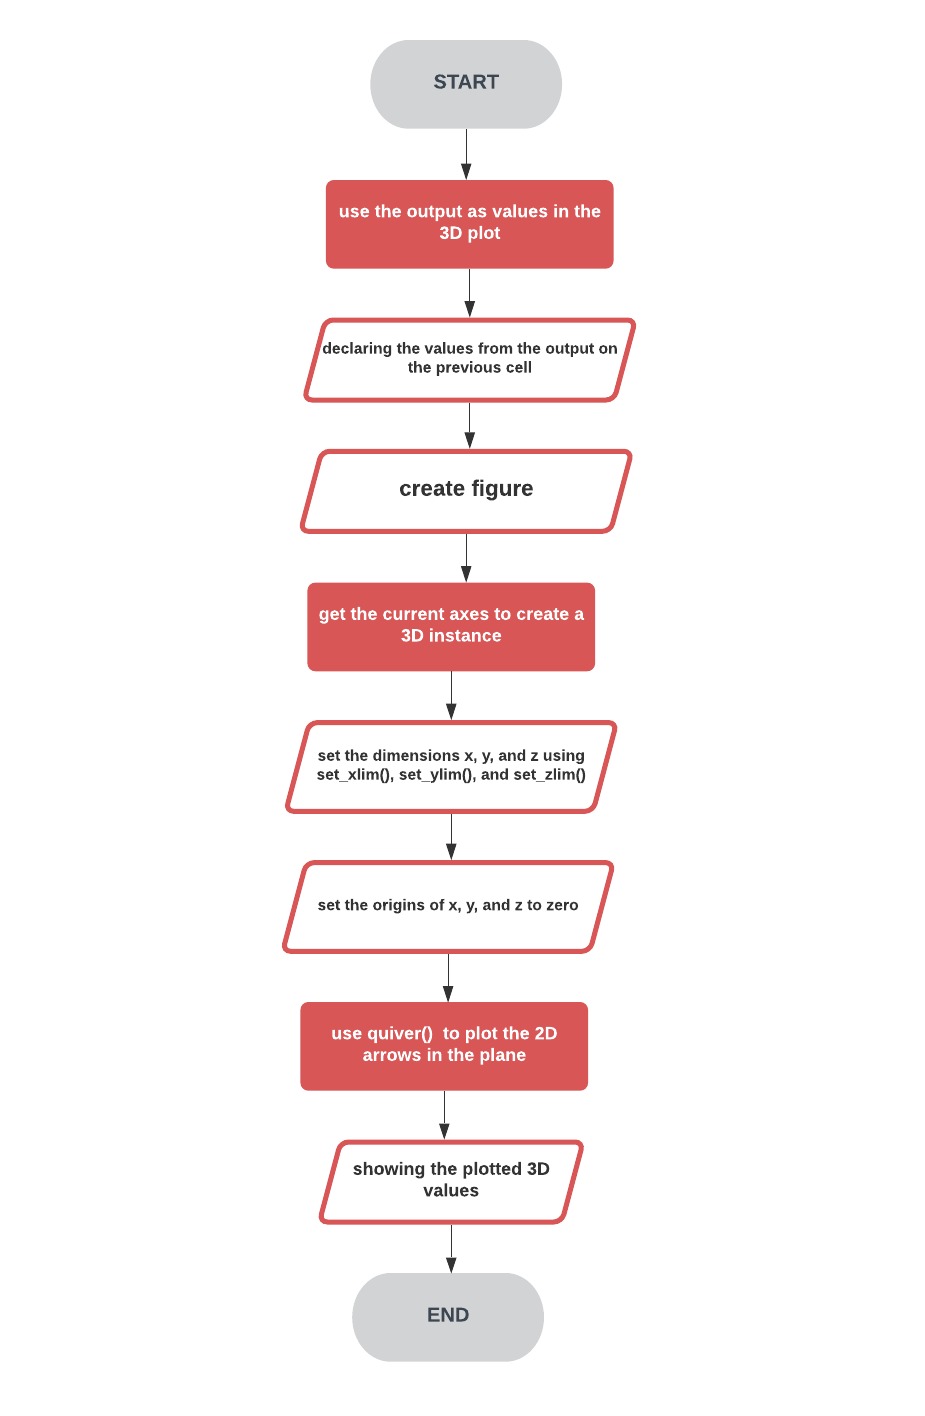 START
use the output as values in the
3D plot
declaring the values from the output on
the previous cell
create figure
get the current axes to create a
3D instance
set the dimensions x, y, and z using
set_xlim(), set_ylim(), and set_zlim()
set the origins of x, y, and z to zero
use quiver()  to plot the 2D
arrows in the plane
showing the plotted 3D
values
END